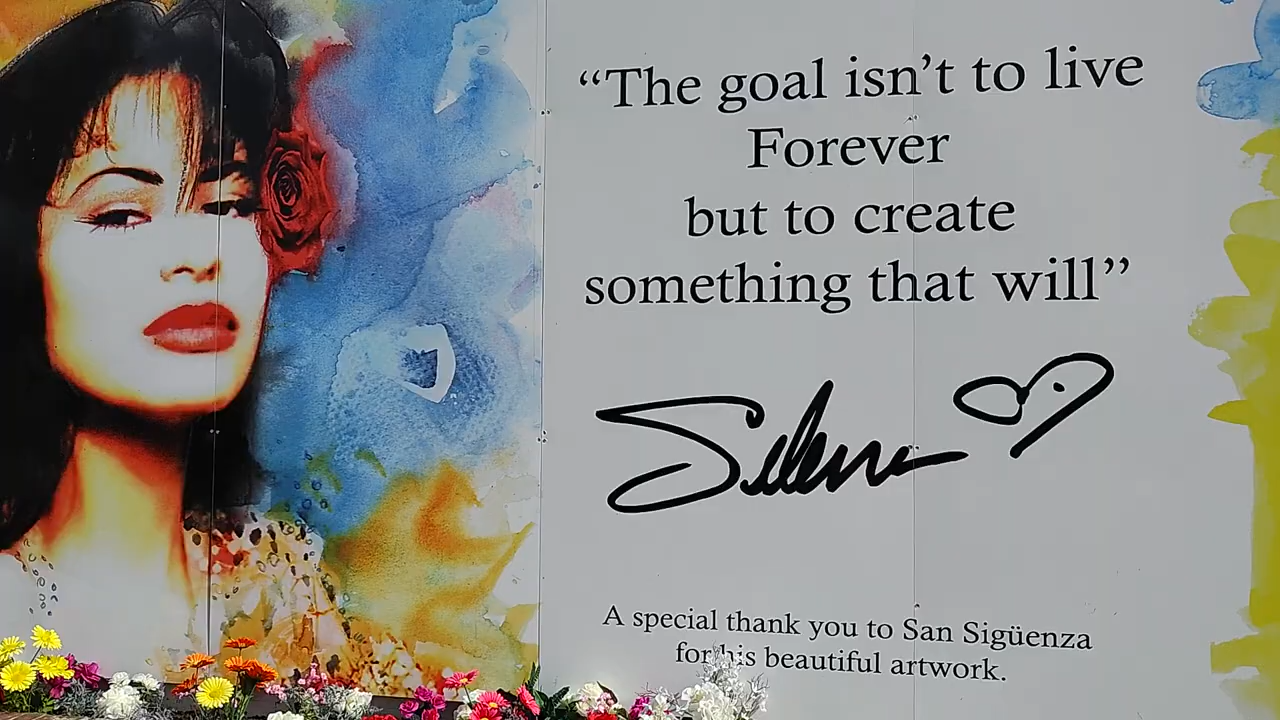 “The goal isn’t to live
Forever
but to create
something that will”
Selena
A special thank you to San Sigüenza
for his beautiful artwork.